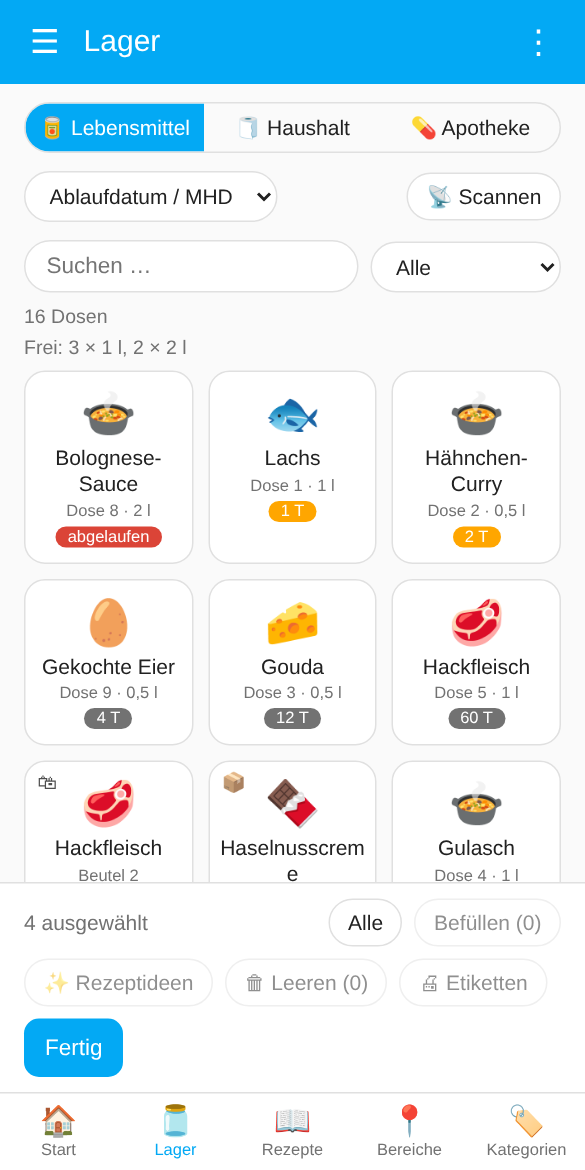 Lager
Lebensmittel
Haushalt
Apotheke
Ablaufdatum / MHD
Scannen
Suchen …
Alle
16 Dosen
Frei: 3 × 1 l, 2 × 2 l
Bolognese-
Sauce
Dose 8 · 2 l
abgelaufen
Lachs
Dose 1 · 1 l
1 T
Hähnchen-
Curry
Dose 2 · 0,5 l
2 T
Gekochte Eier
Dose 9 · 0,5 l
4 T
Gouda
Dose 3 · 0,5 l
12 T
Hackfleisch
Dose 5 · 1 l
60 T
Hackfleisch
Beutel 2
Haselnusscrem
e
Gulasch
Dose 4 · 1 l
4 ausgewählt
Alle
Befüllen (0)
Rezeptideen
Leeren (0)
Etiketten
Fertig
Start
Lager
Rezepte
Bereiche
Kategorien